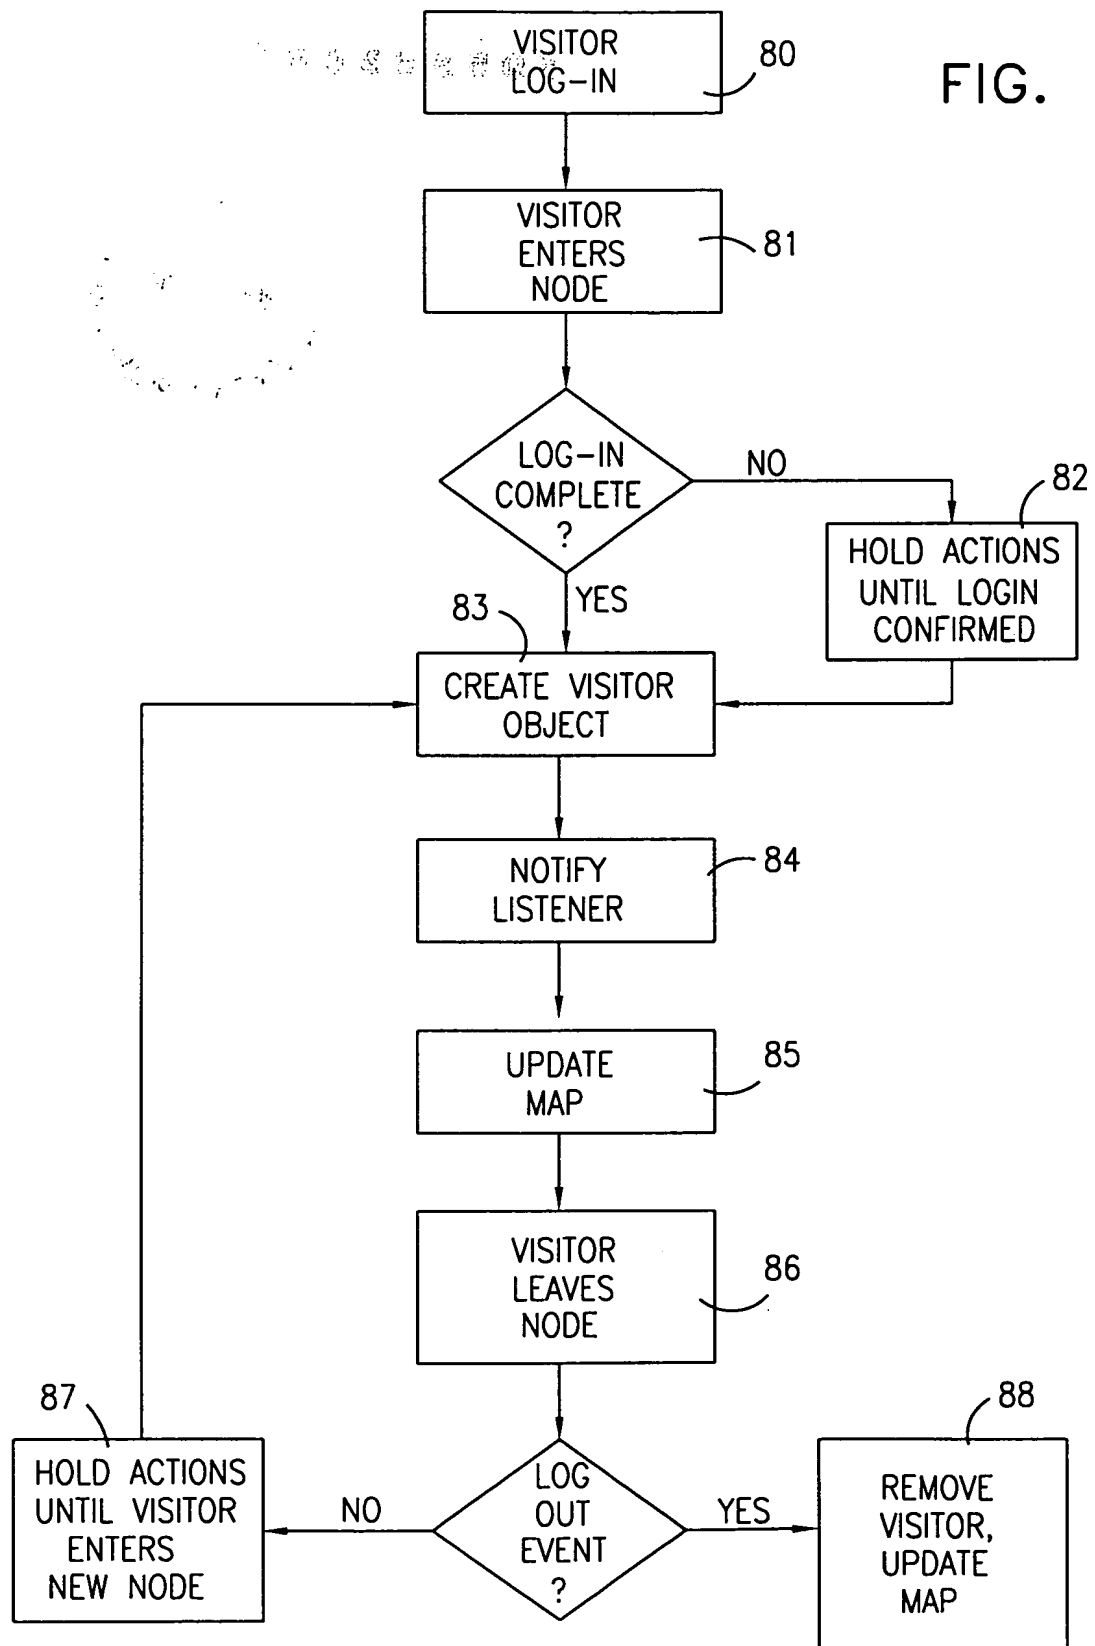 VISITOR
LOG-IN
80
FIG.
VISITOR
ENTERS
NODE
81
LOG-IN
COMPLETE
?
NO
YES
82
HOLD ACTIONS
UNTIL LOGIN
CONFIRMED
83
CREATE VISITOR
OBJECT
NOTIFY
LISTENER
84
UPDATE
MAP
85
VISITOR
LEAVES
NODE
86
87
HOLD ACTIONS
UNTIL VISITOR
ENTERS
NEW NODE
NO
LOG
OUT
EVENT
?
YES
88
REMOVE
VISITOR,
UPDATE
MAP